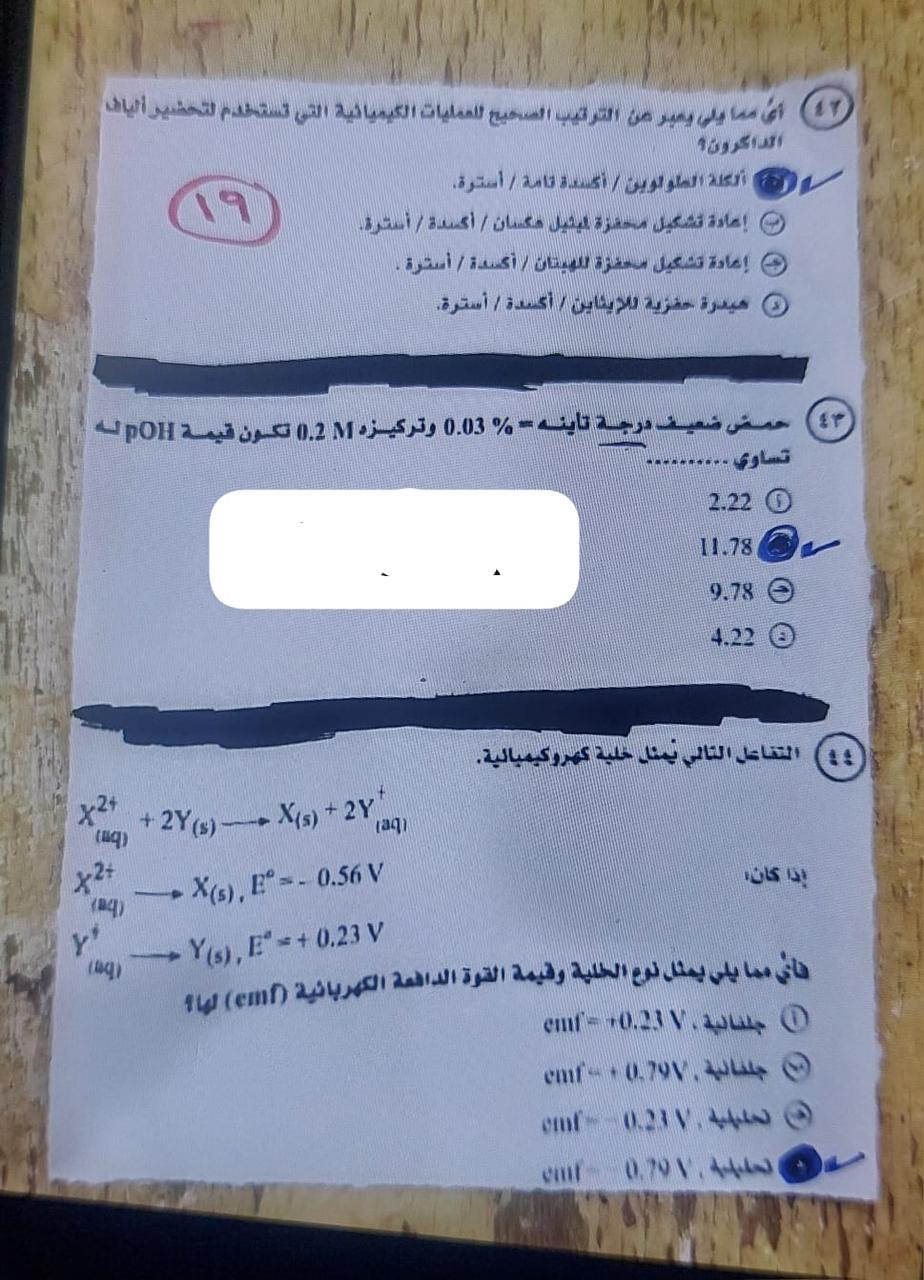 ٤٢ أي مما يلي يعبر عن الترتيب الصحيح للعمليات الكيميائية التي تستخدم لتحضير ألياف
الداكرون؟
ألكلة الطولوين / أكسدة تامة / أسترة.
١٩
ب إعادة تشكيل محفزة لميثيل هكسان / أكسدة / أسترة.
ج إعادة تشكيل محفزة للهبتان / أكسدة / أسترة .
د هيدرة حفزية للإيثاين / أكسدة / أسترة.
٤٣ حمض ضعيف درجة تأينه = % 0.03 وتركيزه 0.2 M تكون قيمة pOH له
تساوي ..........
أ 2.22
11.78
ج 9.78
د 4.22
٤٤ التفاعل التالي يُمثل خلية كهروكيميائية.
X²⁺(aq) + 2Y(s) → X(s) + 2Y⁺(aq)
إذا كان:
X²⁺(aq) → X(s) , E° = - 0.56 V
Y⁺(aq) → Y(s) , E° = + 0.23 V
فأي مما يلي يمثل نوع الخلية وقيمة القوة الدافعة الكهربائية (emf) لها؟
أ جلفانية ، emf = +0.23 V
ب جلفانية ، emf = + 0.79V
ج تحليلية ، emf = - 0.23 V
تحليلية ، emf = - 0.79 V